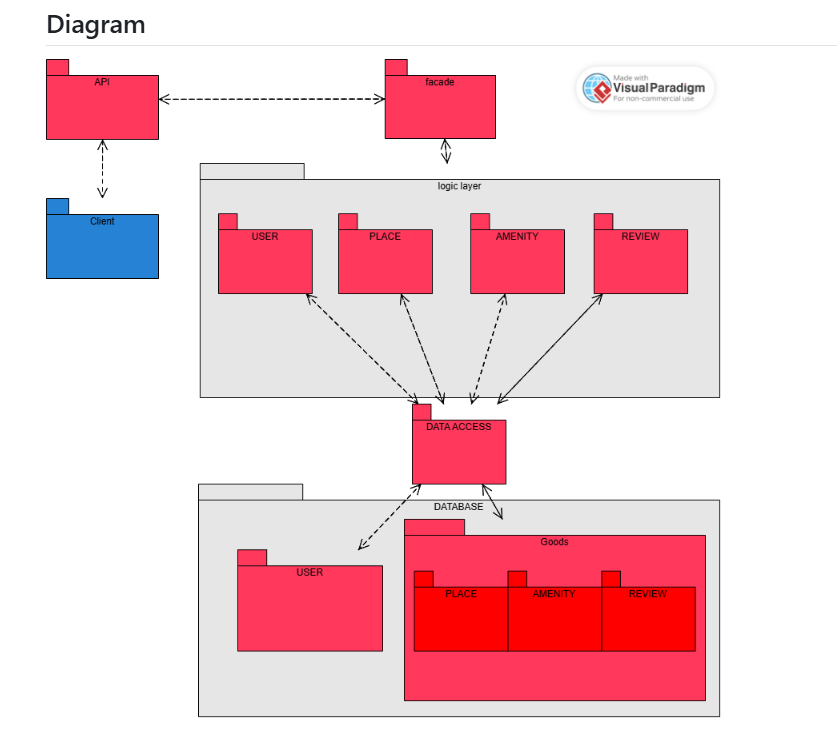 Diagram
API
facade
Made with
Visual Paradigm
For non-commercial use
Client
logic layer
USER
PLACE
AMENITY
REVIEW
DATA ACCESS
DATABASE
Goods
USER
PLACE
AMENITY
REVIEW